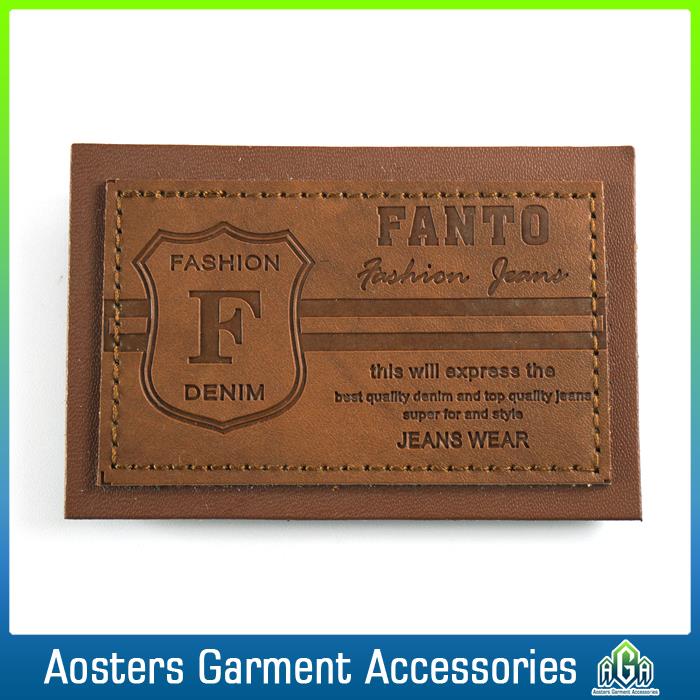 FANTO
Fashion Jeans
FASHION
F
DENIM
this will express the
best quality denim and top quality jeans
super for and style
JEANS WEAR
Aosters Garment Accessories
AGA
Aosters Garment Accessories